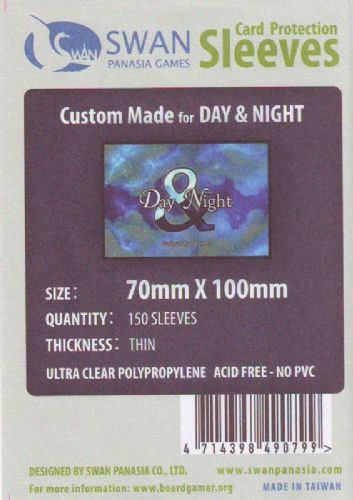 SWAN
SWAN
PANASIA GAMES
Card Protection
Sleeves
Custom Made for DAY & NIGHT
Day & Night
SIZE: 70mm X 100mm
QUANTITY: 150 SLEEVES
THICKNESS: THIN
ULTRA CLEAR POLYPROPYLENE ACID FREE - NO PVC
4 714398 490799 >
DESIGNED BY SWAN PANASIA CO., LTD. www.swanpanasia.com
For more information: www.boardgamer.org MADE IN TAIWAN